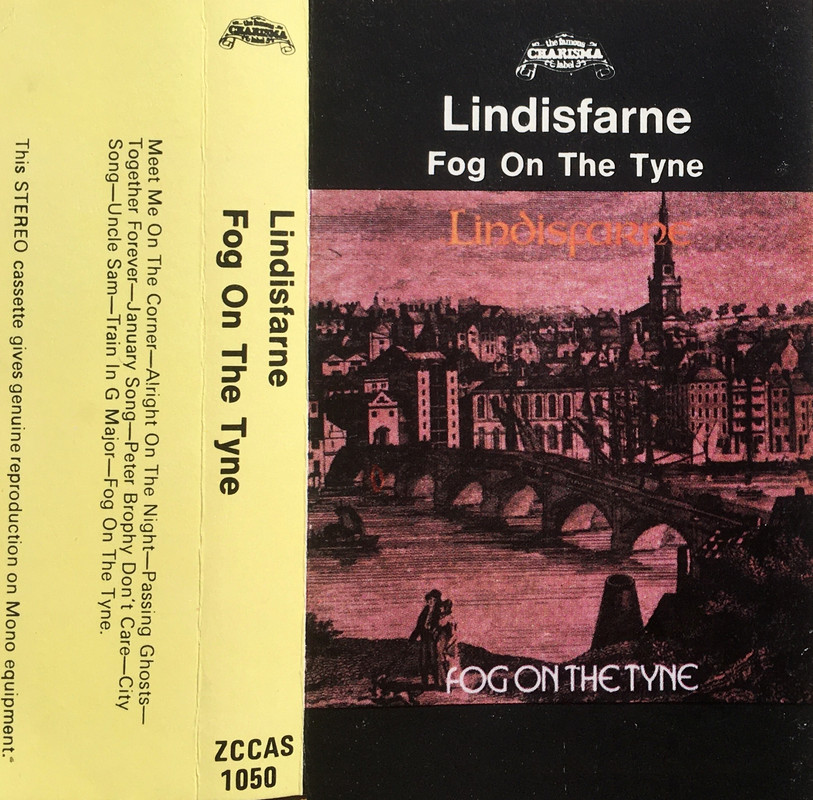 This STEREO cassette gives genuine reproduction on Mono equipment.
Meet Me On The Corner—Alright On The Night—Passing Ghosts—
Together Forever—January Song—Peter Brophy Don't Care—City
Song—Uncle Sam—Train In G Major—Fog On The Tyne.
the famous
CHARISMA
label
Lindisfarne
Fog On The Tyne
ZCCAS
1050
the famous
CHARISMA
label
Lindisfarne
Fog On The Tyne
Lindisfarne
FOG ON THE TYNE